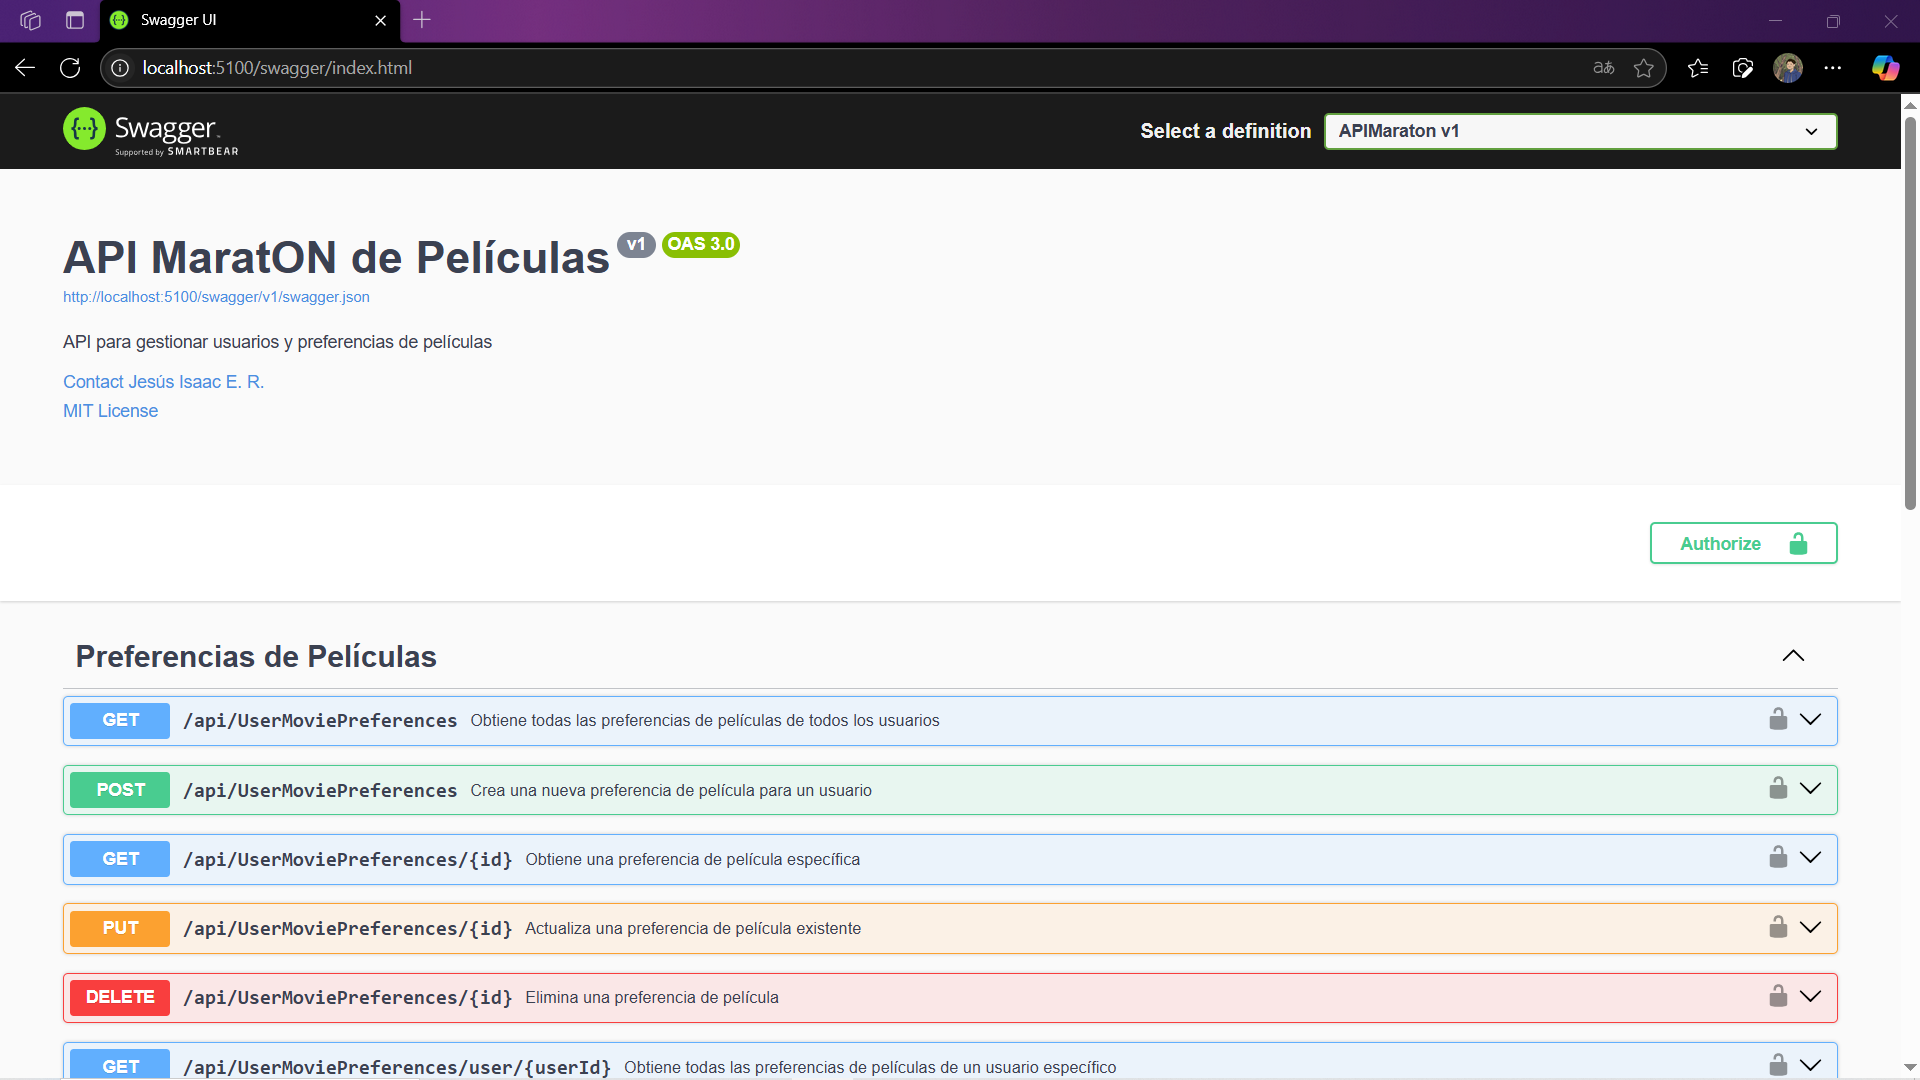 Swagger UI
localhost:5100/swagger/index.html
Swagger
Supported by SMARTBEAR
Select a definition
APIMaraton v1
API MaratON de Películas v1 OAS 3.0
http://localhost:5100/swagger/v1/swagger.json
API para gestionar usuarios y preferencias de películas
Contact Jesús Isaac E. R.
MIT License
Authorize
Preferencias de Películas
GET /api/UserMoviePreferences Obtiene todas las preferencias de películas de todos los usuarios
POST /api/UserMoviePreferences Crea una nueva preferencia de película para un usuario
GET /api/UserMoviePreferences/{id} Obtiene una preferencia de película específica
PUT /api/UserMoviePreferences/{id} Actualiza una preferencia de película existente
DELETE /api/UserMoviePreferences/{id} Elimina una preferencia de película
GET /api/UserMoviePreferences/user/{userId} Obtiene todas las preferencias de películas de un usuario específico